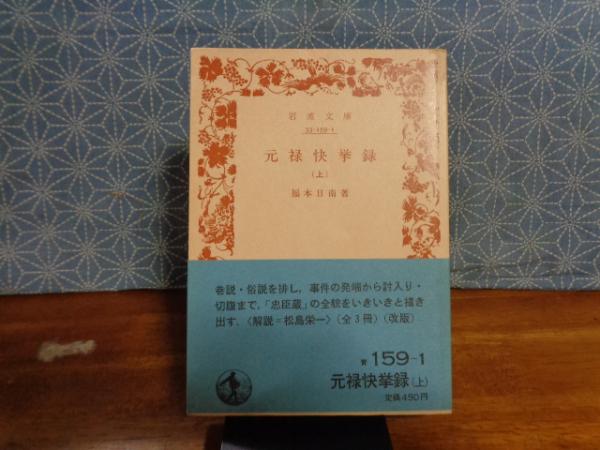 岩波文庫
33-159-1
元禄快挙録
(上)
福本日南著
巷説・俗説を排し，事件の発端から討入り・
切腹まで，「忠臣蔵」の全貌をいきいきと描き
出す．〈解説=松島栄一〉(全3冊)(改版)
青 159-1
元禄快挙録(上)
定価450円